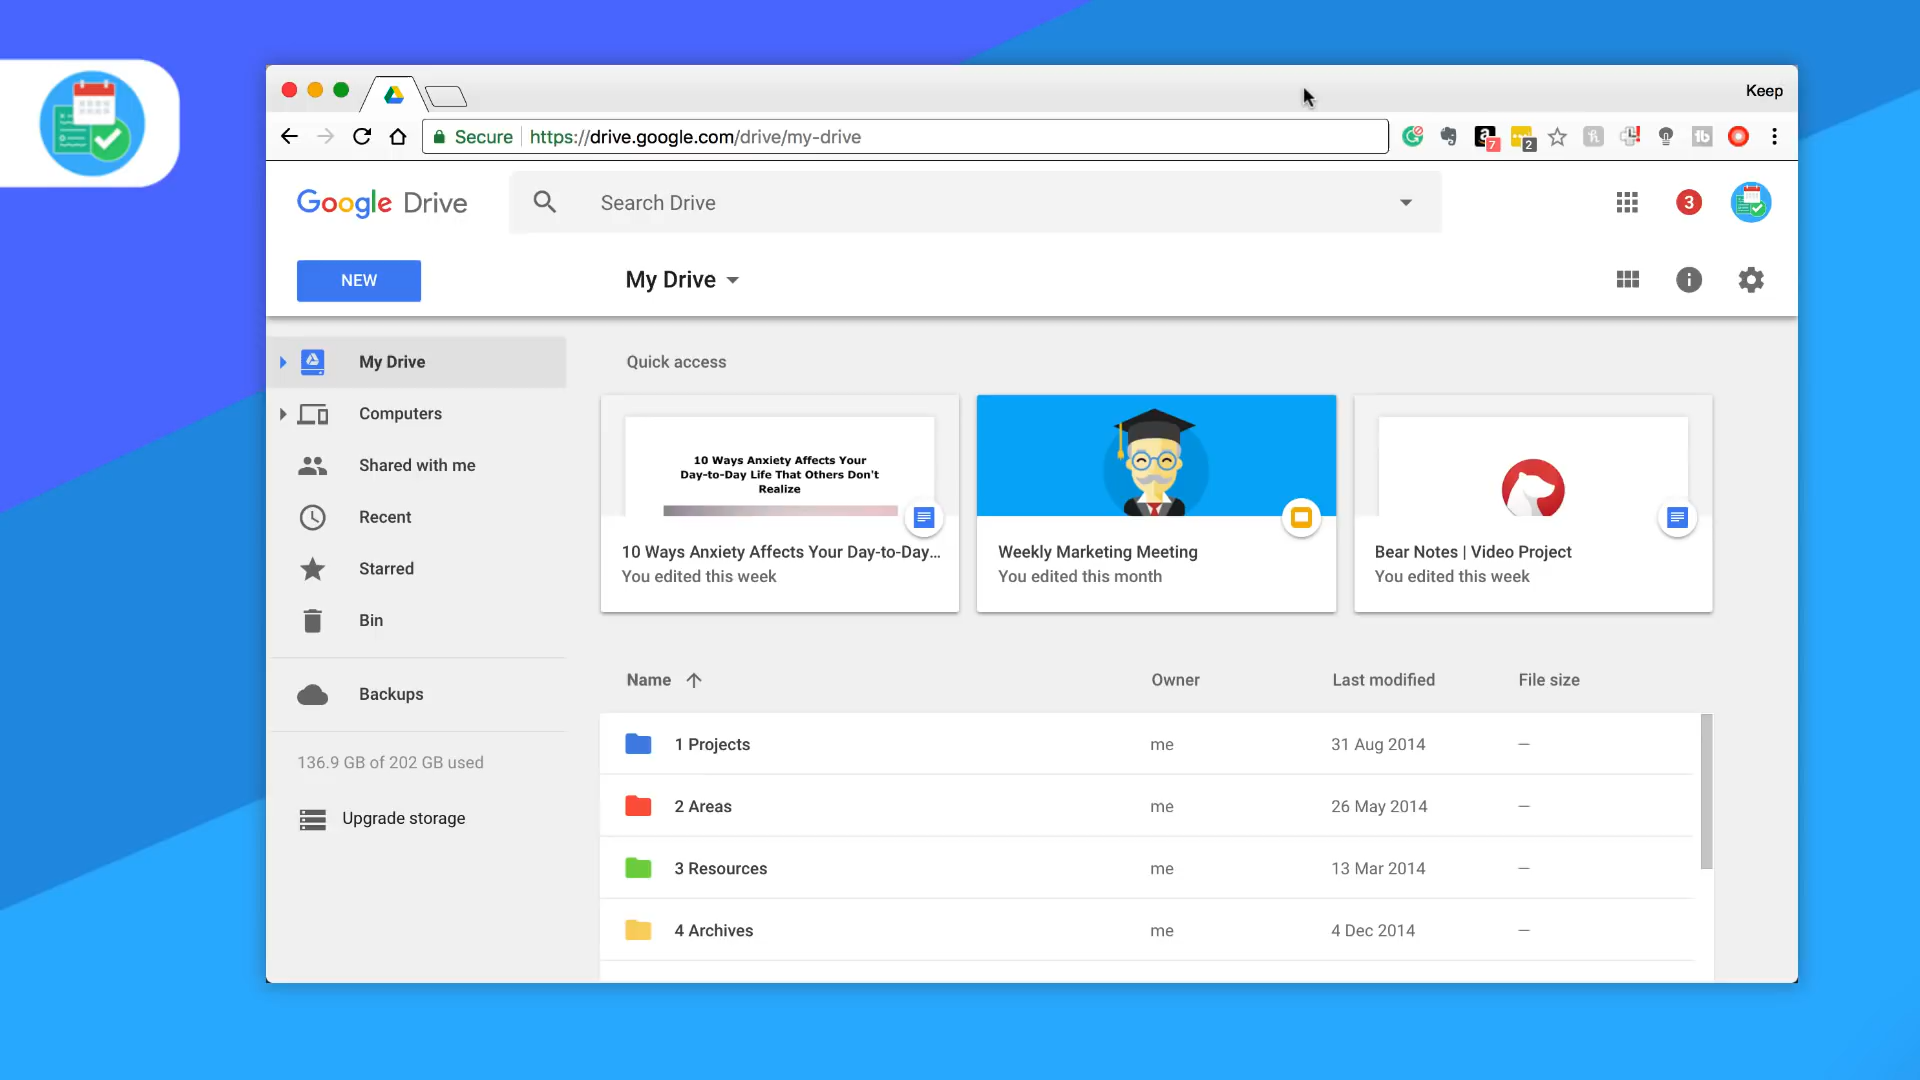 Keep
Secure https://drive.google.com/drive/my-drive
7
2
Google Drive
Search Drive
3
NEW
My Drive
My Drive
Computers
Shared with me
Recent
Starred
Bin
Backups
136.9 GB of 202 GB used
Upgrade storage
Quick access
10 Ways Anxiety Affects Your
Day-to-Day Life That Others Don't
Realize
10 Ways Anxiety Affects Your Day-to-Day...
You edited this week
Weekly Marketing Meeting
You edited this month
Bear Notes | Video Project
You edited this week
Name Owner Last modified File size
1 Projects me 31 Aug 2014 —
2 Areas me 26 May 2014 —
3 Resources me 13 Mar 2014 —
4 Archives me 4 Dec 2014 —